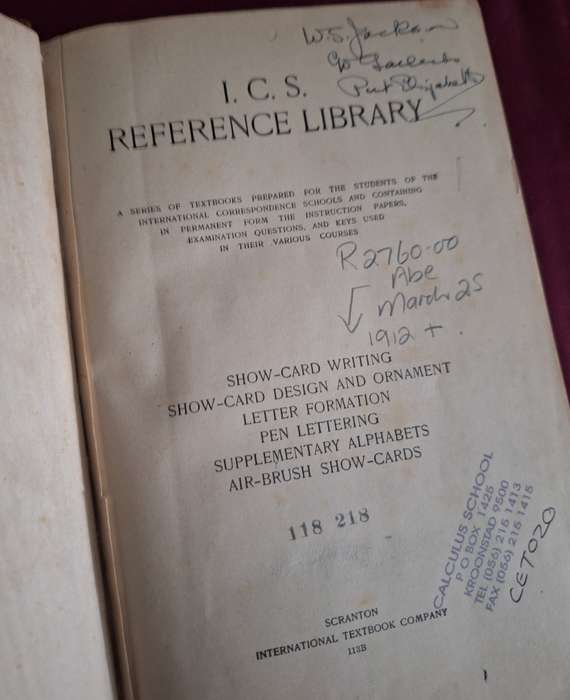 W.S. Jackson
Port Elizabeth
I. C. S.
REFERENCE LIBRARY
A SERIES OF TEXTBOOKS PREPARED FOR THE STUDENTS OF THE
INTERNATIONAL CORRESPONDENCE SCHOOLS AND CONTAINING
IN PERMANENT FORM THE INSTRUCTION PAPERS,
EXAMINATION QUESTIONS, AND KEYS USED
IN THEIR VARIOUS COURSES
R2760-00
Abe
March 25
1912 +.
SHOW-CARD WRITING
SHOW-CARD DESIGN AND ORNAMENT
LETTER FORMATION
PEN LETTERING
SUPPLEMENTARY ALPHABETS
AIR-BRUSH SHOW-CARDS
118 218
CALCULUS SCHOOL
P O BOX 1425
KROONSTAD 9500
TEL (056) 215 1413
FAX (056) 215 1415
CET020
SCRANTON
INTERNATIONAL TEXTBOOK COMPANY
113B